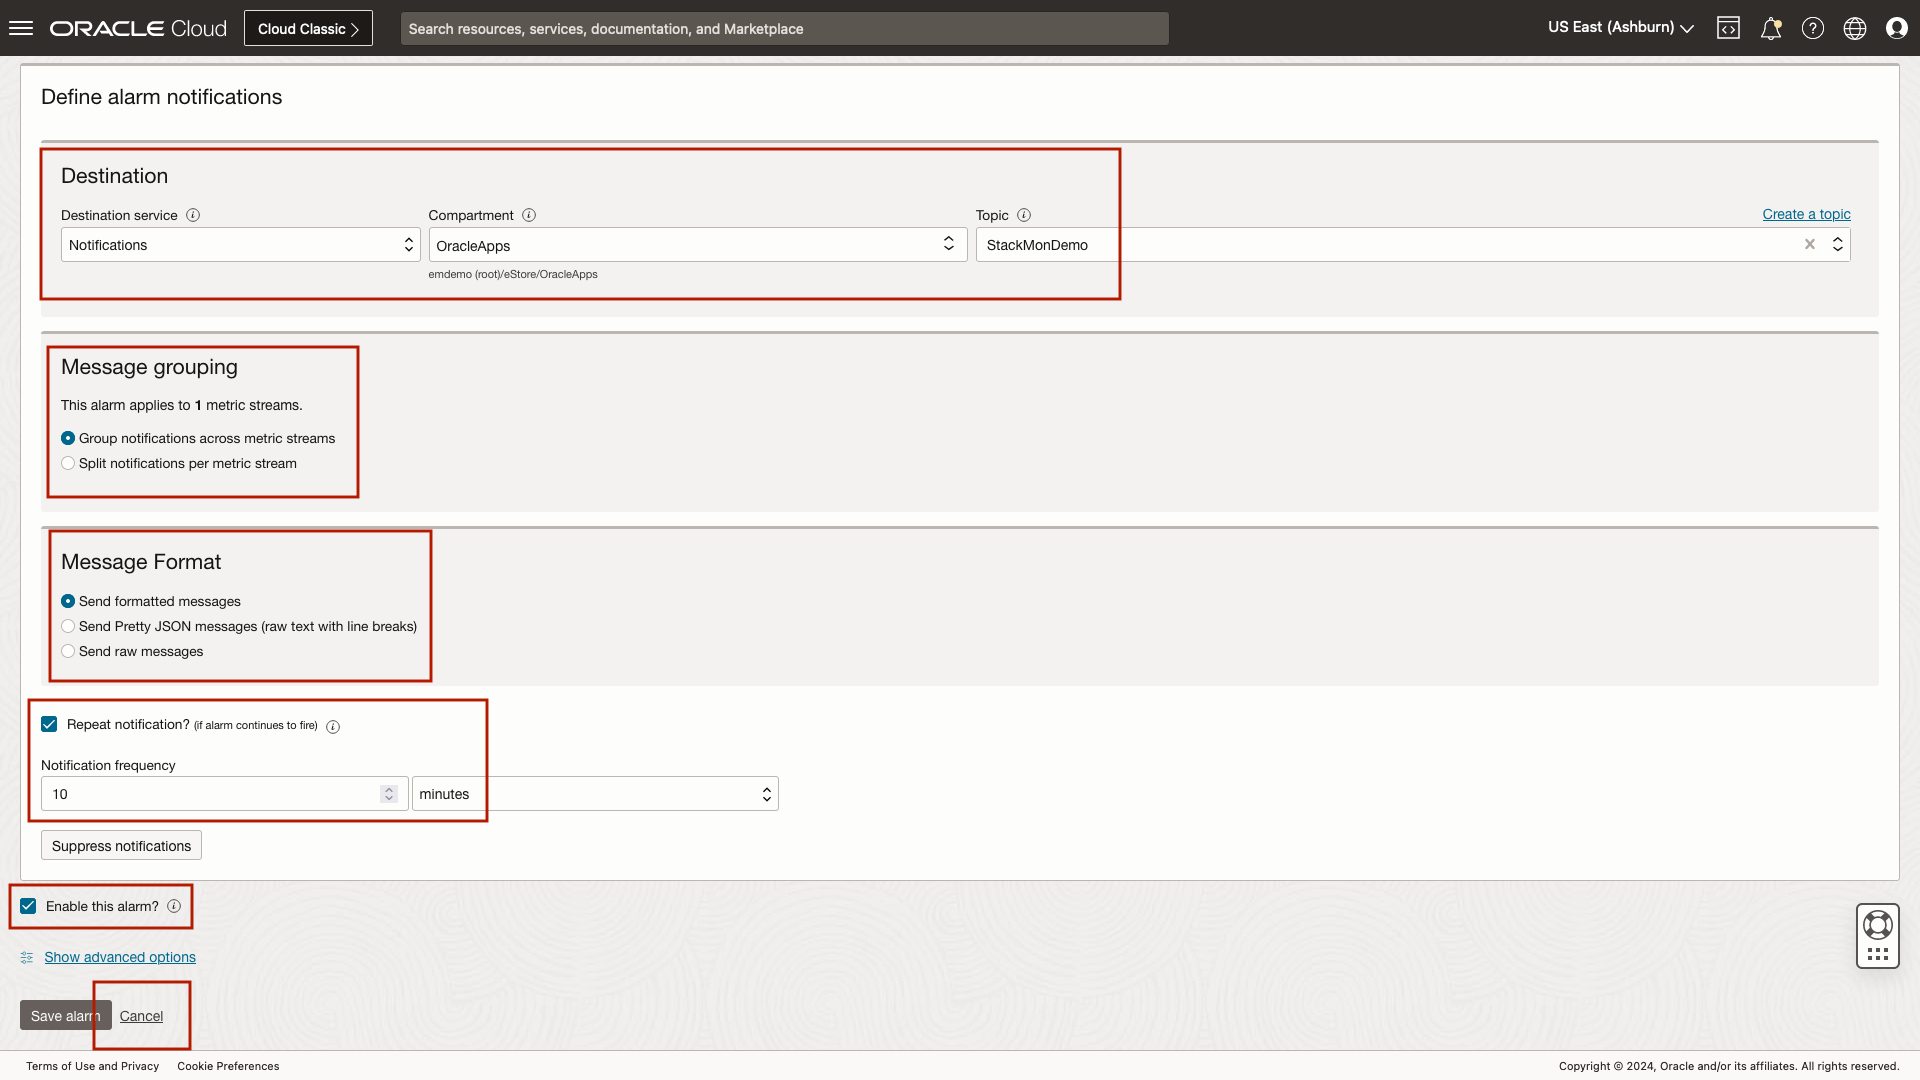 ORACLE Cloud
Cloud Classic
Search resources, services, documentation, and Marketplace
US East (Ashburn)
Define alarm notifications
Destination
Destination service
Compartment
Topic
Create a topic
Notifications
OracleApps
StackMonDemo
emdemo (root)/eStore/OracleApps
Message grouping
This alarm applies to 1 metric streams.
Group notifications across metric streams
Split notifications per metric stream
Message Format
Send formatted messages
Send Pretty JSON messages (raw text with line breaks)
Send raw messages
Repeat notification? (if alarm continues to fire)
Notification frequency
10
minutes
Suppress notifications
Enable this alarm?
Show advanced options
Save alarm
Cancel
Terms of Use and Privacy
Cookie Preferences
Copyright © 2024, Oracle and/or its affiliates. All rights reserved.